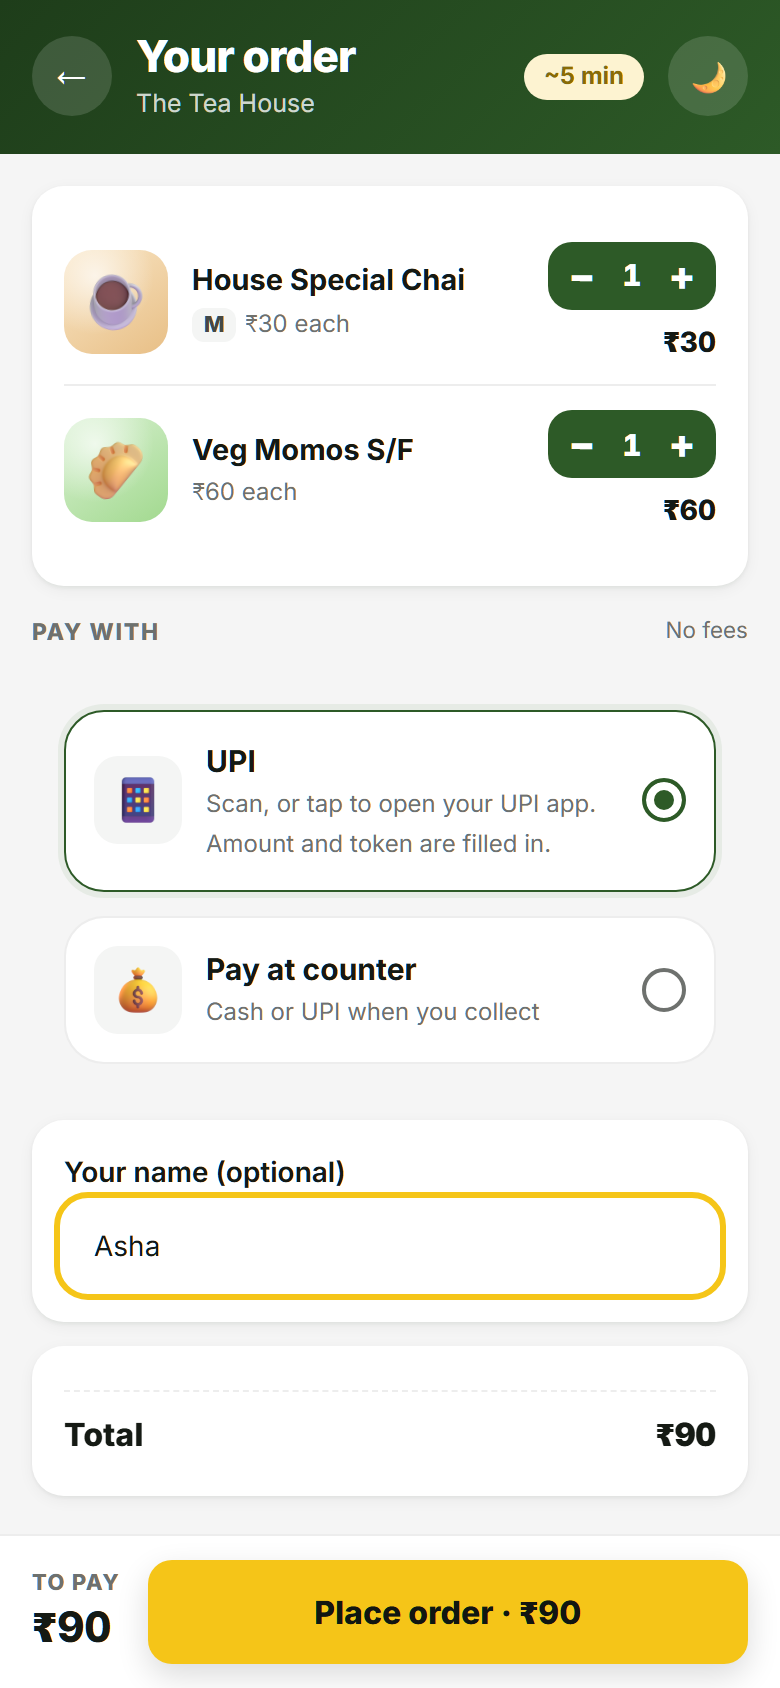 ←
Your order
The Tea House
~5 min
House Special Chai
− 1 +
M ₹30 each
₹30
Veg Momos S/F
− 1 +
₹60 each
₹60
PAY WITH
No fees
UPI
Scan, or tap to open your UPI app.
Amount and token are filled in.
Pay at counter
Cash or UPI when you collect
Your name (optional)
Asha
Total
₹90
TO PAY
₹90
Place order · ₹90